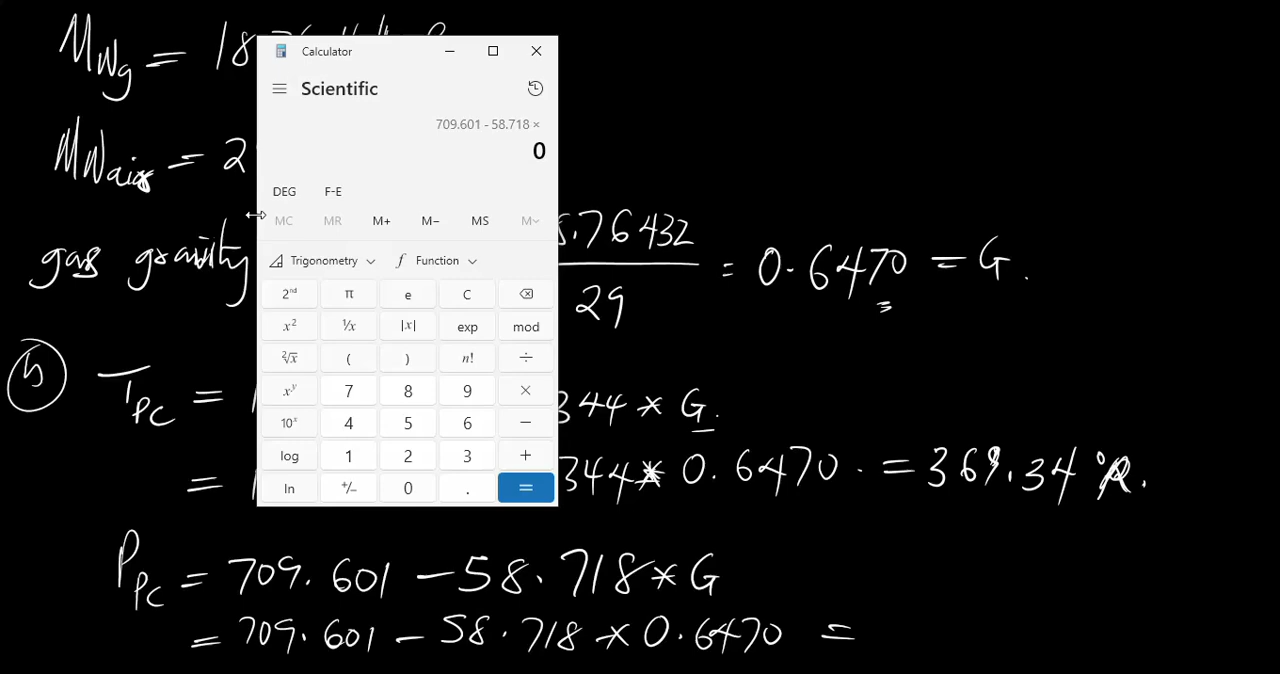 MWg = 18
Calculator
Scientific
709.601 - 58.718 ×
0
MWair = 2
DEG F-E
MC MR M+ M− MS M
gas gravity .76432 / 29 = 0.6470 = G.
Trigonometry f Function
2nd π e C
x² ¹/x |x| exp mod
²√x ( ) n! ÷
xʸ 7 8 9 ×
10ˣ 4 5 6 −
log 1 2 3 +
ln +/− 0 . =
b TPC = 344 * G.
= 344 * 0.6470. = 369.34 °R.
PPC = 709.601 − 58.718 * G
= 709.601 − 58.718 × 0.6470 =